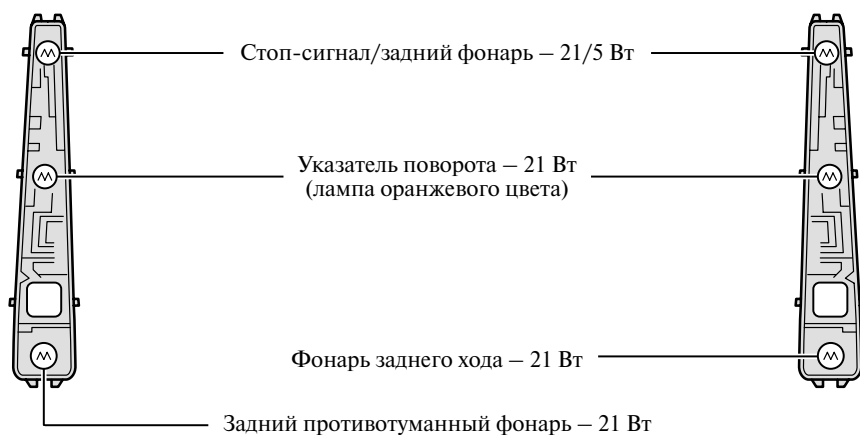 Стоп-сигнал/задний фонарь – 21/5 Вт
Указатель поворота – 21 Вт
(лампа оранжевого цвета)
Фонарь заднего хода – 21 Вт
Задний противотуманный фонарь – 21 Вт